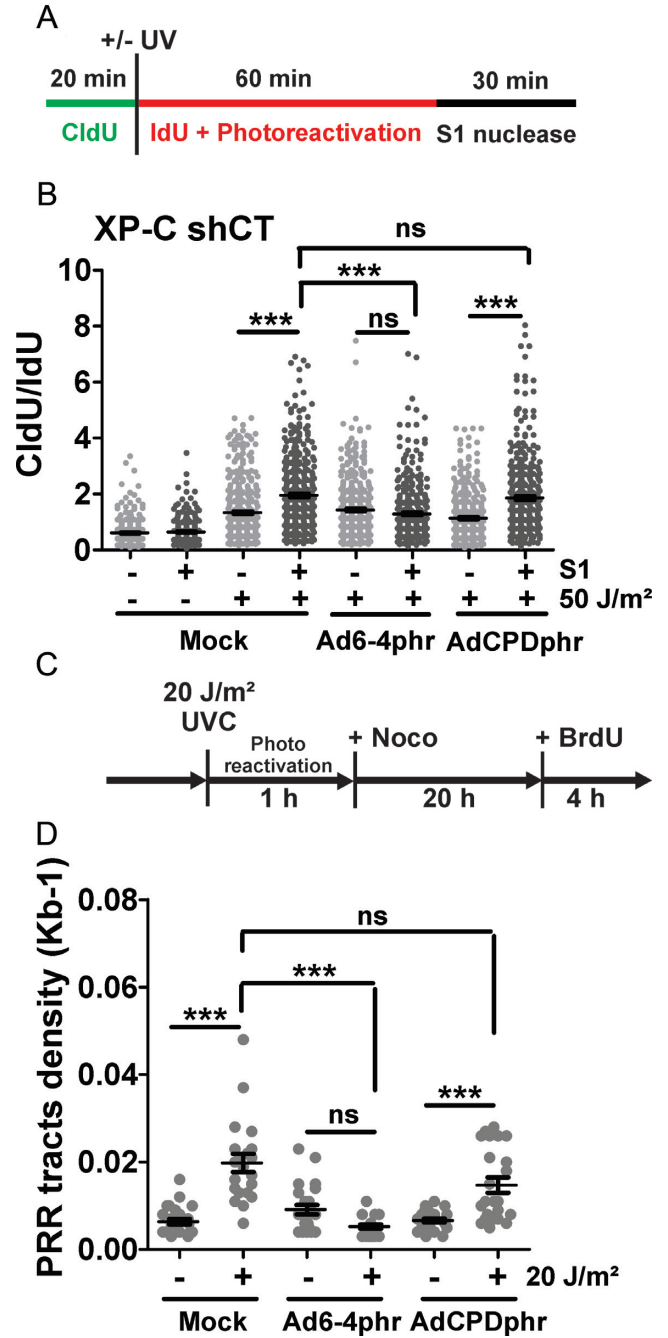 A
+/- UV
20 min 60 min 30 min
CldU IdU + Photoreactivation S1 nuclease
B
XP-C shCT
ns
***
*** ns ***
10
8
6
4
2
0
CldU/IdU
- + - + - + - + S1
- - + + + + + + 50 J/m²
Mock Ad6-4phr AdCPDphr
C
20 J/m²
UVC
Photo
reactivation
+ Noco + BrdU
1 h 20 h 4 h
D
0.08
0.06
0.04
0.02
0.00
PRR tracts density (Kb-1)
ns
***
*** ns ***
- + - + - + 20 J/m²
Mock Ad6-4phr AdCPDphr